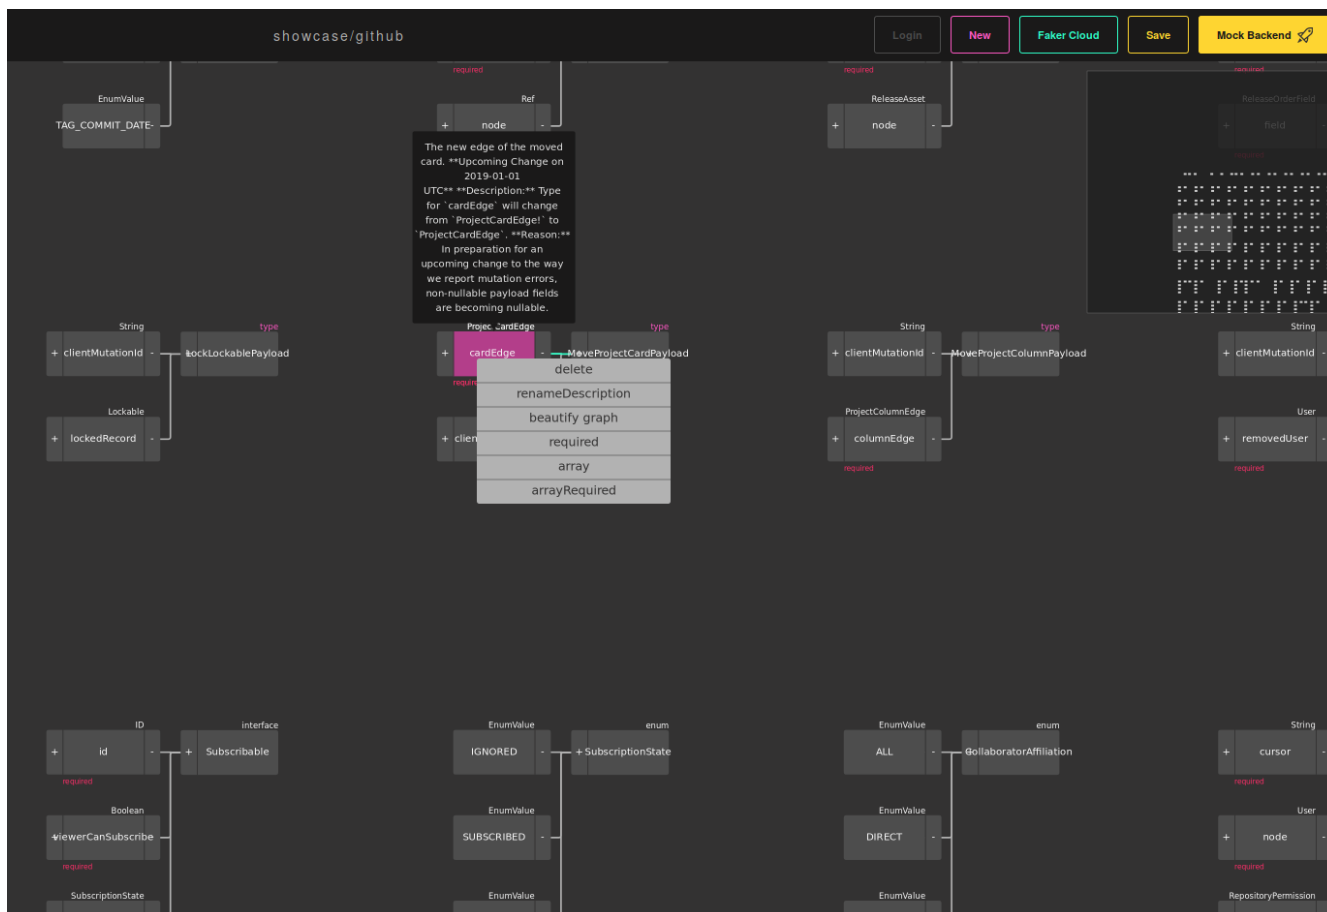 showcase/github
Login
New
Faker Cloud
Save
Mock Backend
required
required
required
EnumValue
Ref
ReleaseAsset
ReleaseOrderField
TAG_COMMIT_DATE-
+ node -
+ node -
+ field
required
The new edge of the moved
card. **Upcoming Change on
2019-01-01
UTC** **Description:** Type
for `cardEdge` will change
from `ProjectCardEdge!` to
`ProjectCardEdge`. **Reason:**
In preparation for an
upcoming change to the way
we report mutation errors,
non-nullable payload fields
are becoming nullable.
String
type
ProjectCardEdge
type
String
type
String
+ clientMutationId -
LockLockablePayload
+ cardEdge -
MoveProjectCardPayload
+ clientMutationId -
MoveProjectColumnPayload
+ clientMutationId -
delete
renameDescription
beautify graph
required
array
arrayRequired
Lockable
ProjectColumnEdge
User
+ lockedRecord -
+ clien
+ columnEdge -
+ removedUser -
required
required
ID
interface
EnumValue
enum
EnumValue
enum
String
+ id -
+ Subscribable
IGNORED -
+ SubscriptionState
ALL -
CollaboratorAffiliation
+ cursor -
required
required
Boolean
EnumValue
EnumValue
User
viewerCanSubscribe
SUBSCRIBED -
DIRECT -
+ node -
required
required
SubscriptionState
EnumValue
EnumValue
RepositoryPermission